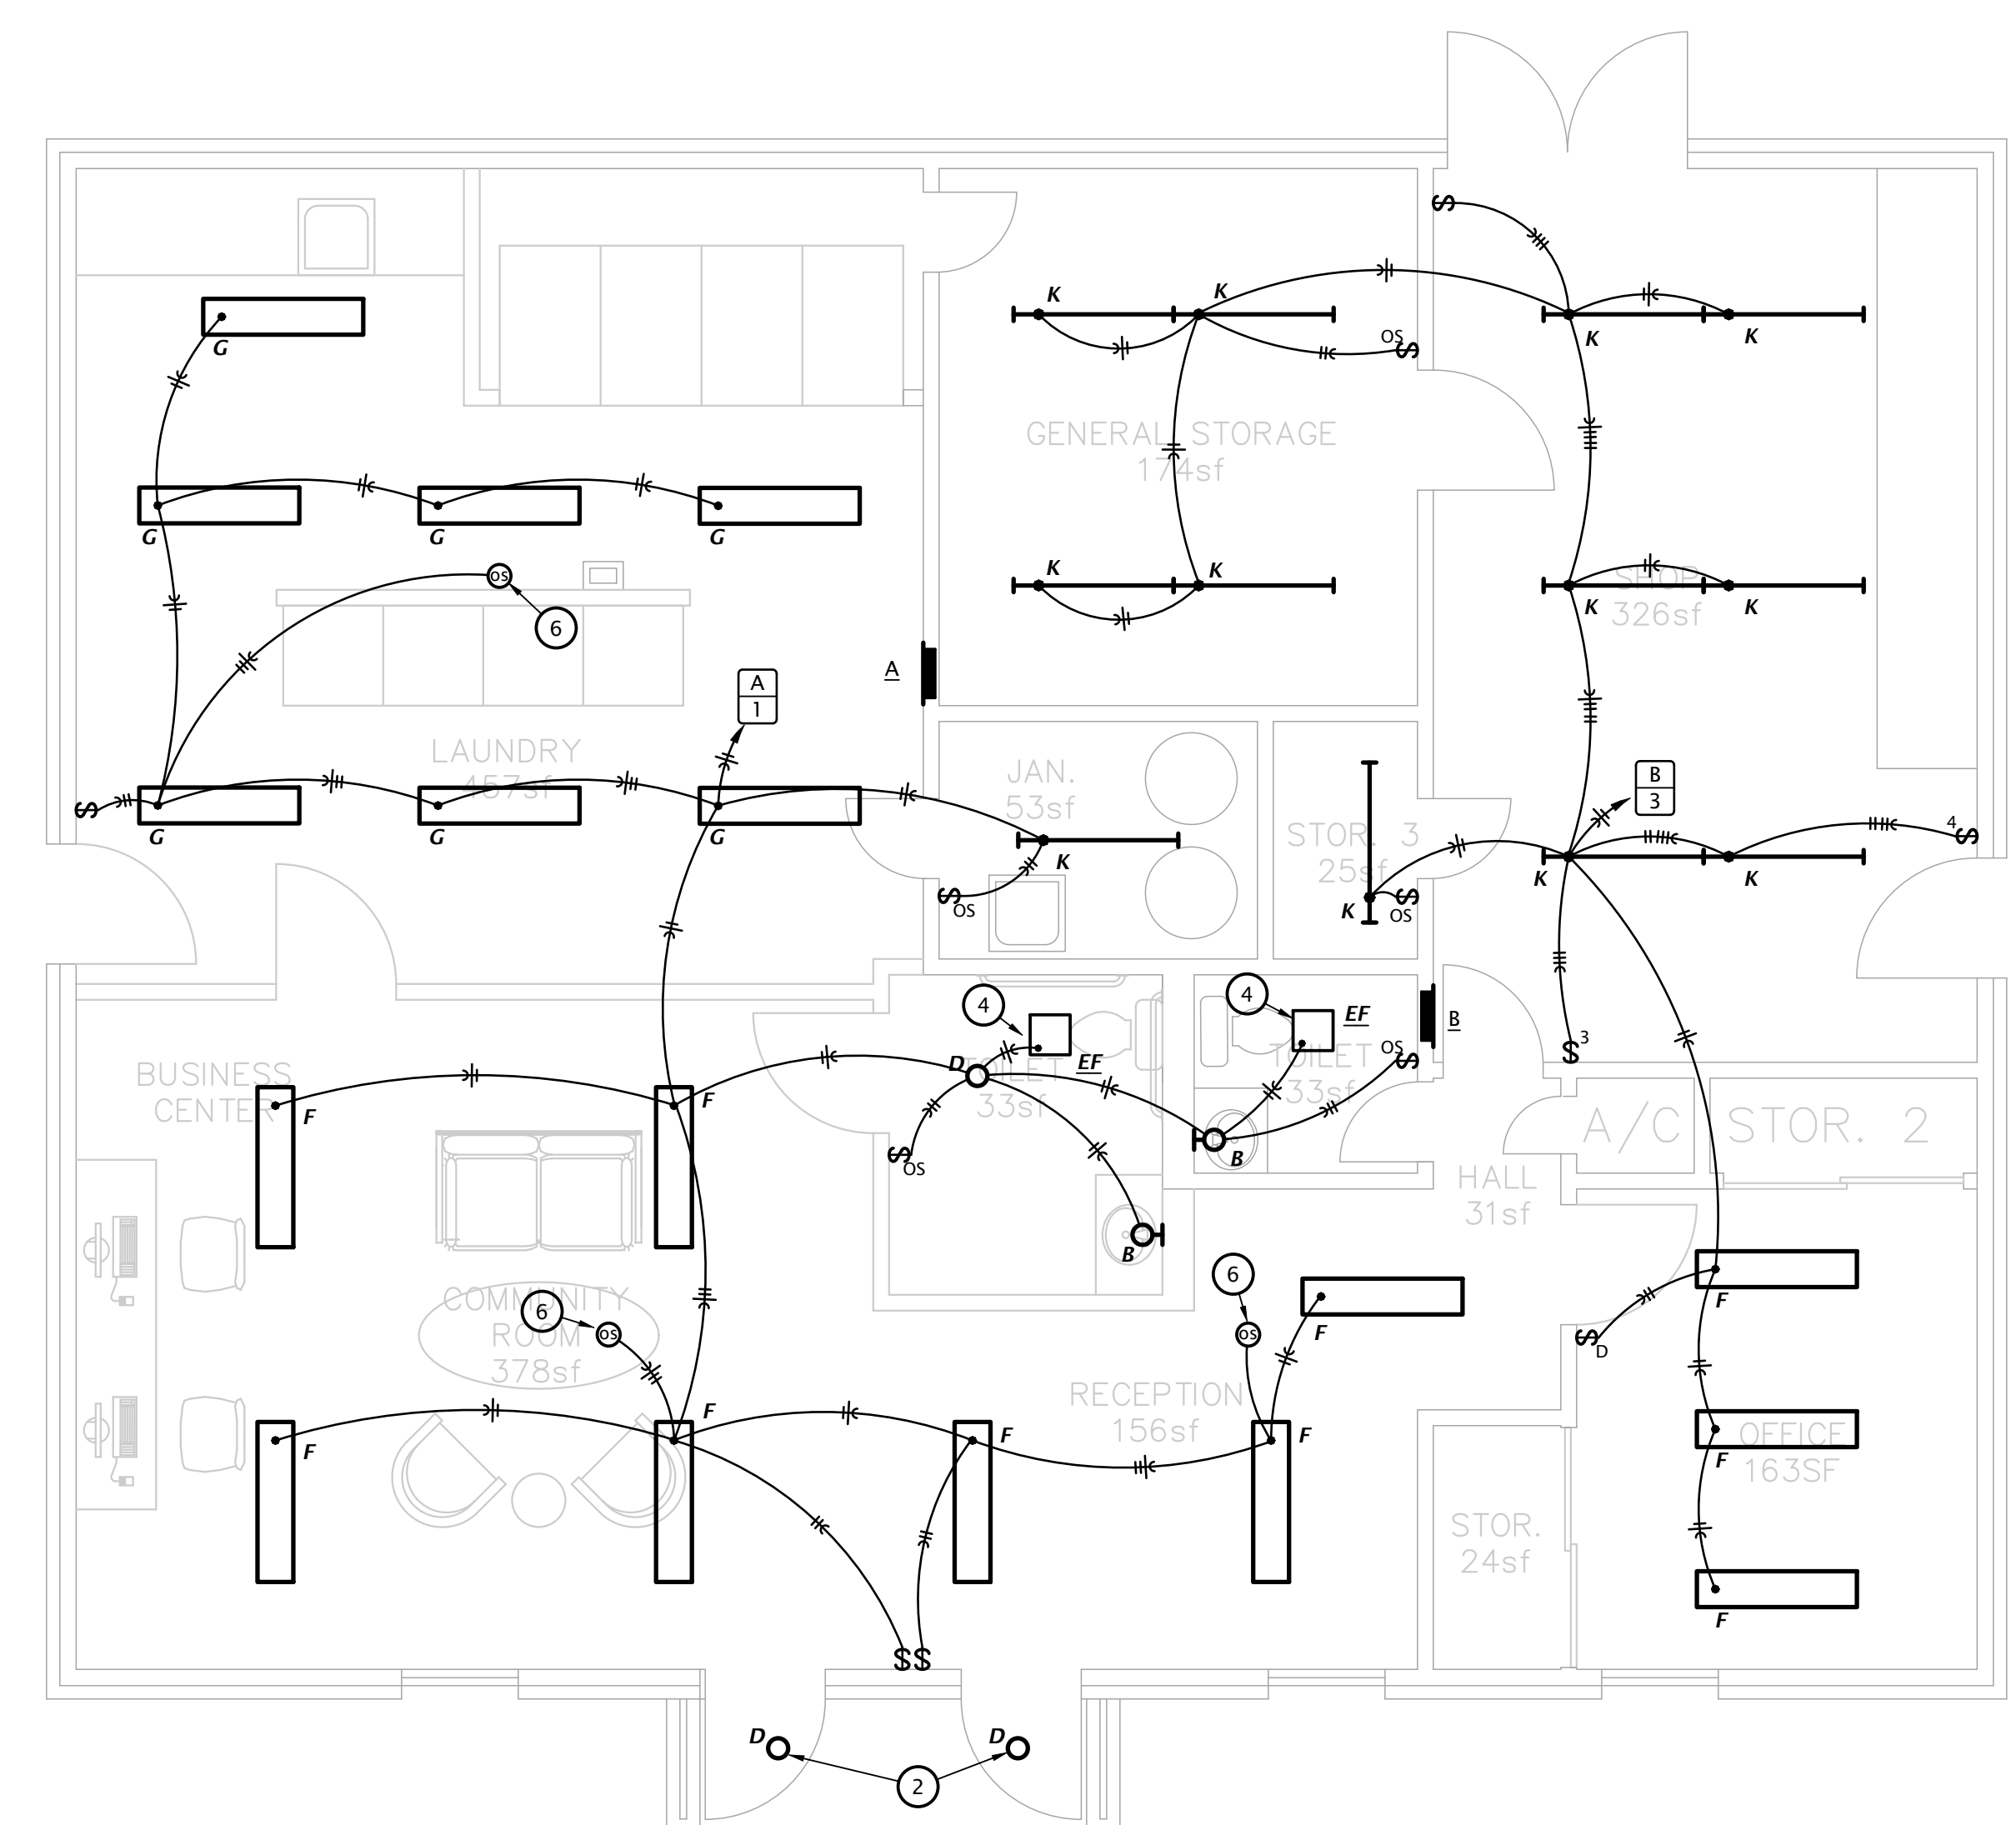 $
K
K
K
K
K
OS
$
G
GENERAL STORAGE
174sf
G
G
G
OS
6
K
K
SHOP
326sf
K
K
A
A
1
LAUNDRY
457sf
JAN.
53sf
B
3
$
G
G
G
K
$
OS
STOR. 3
25sf
K
$
OS
K
K
4
$
4
4
EF
EF
B
OS
$
$3
BUSINESS
CENTER
F
F
D
TOILET
33sf
TOILET
33sf
$
OS
B
B
A/C
STOR. 2
HALL
31sf
COMMUNITY
ROOM
378sf
6
OS
6
OS
F
F
$
D
RECEPTION
156sf
F
F
F
F
OFFICE
163SF
F
STOR.
24sf
F
$$
D
D
2